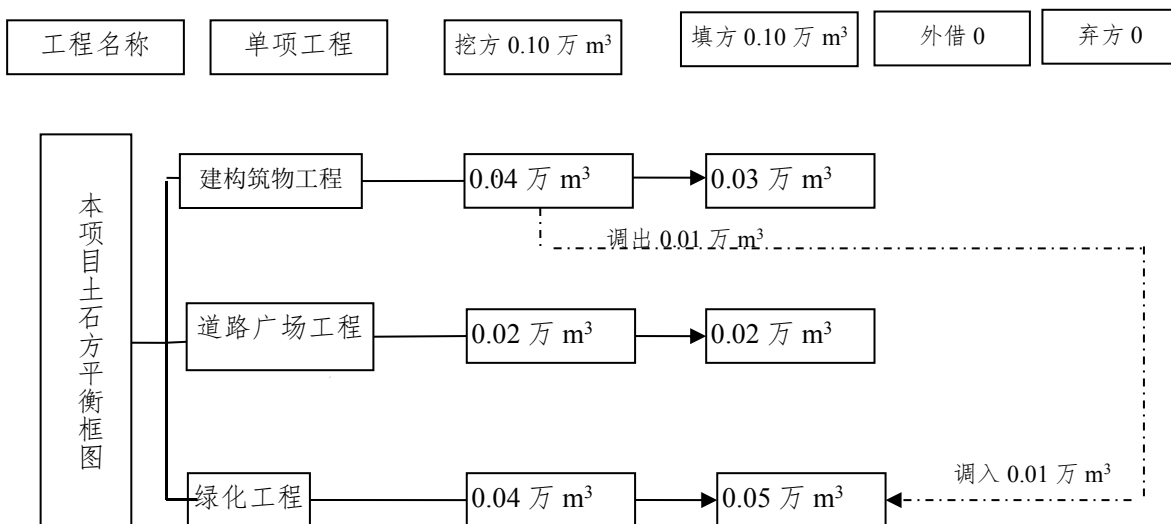 工程名称
单项工程
挖方 0.10 万 m³
填方 0.10 万 m³
外借 0
弃方 0
本项目土石方平衡框图
建构筑物工程
0.04 万 m³
0.03 万 m³
调出 0.01 万 m³
道路广场工程
0.02 万 m³
0.02 万 m³
绿化工程
0.04 万 m³
0.05 万 m³
调入 0.01 万 m³